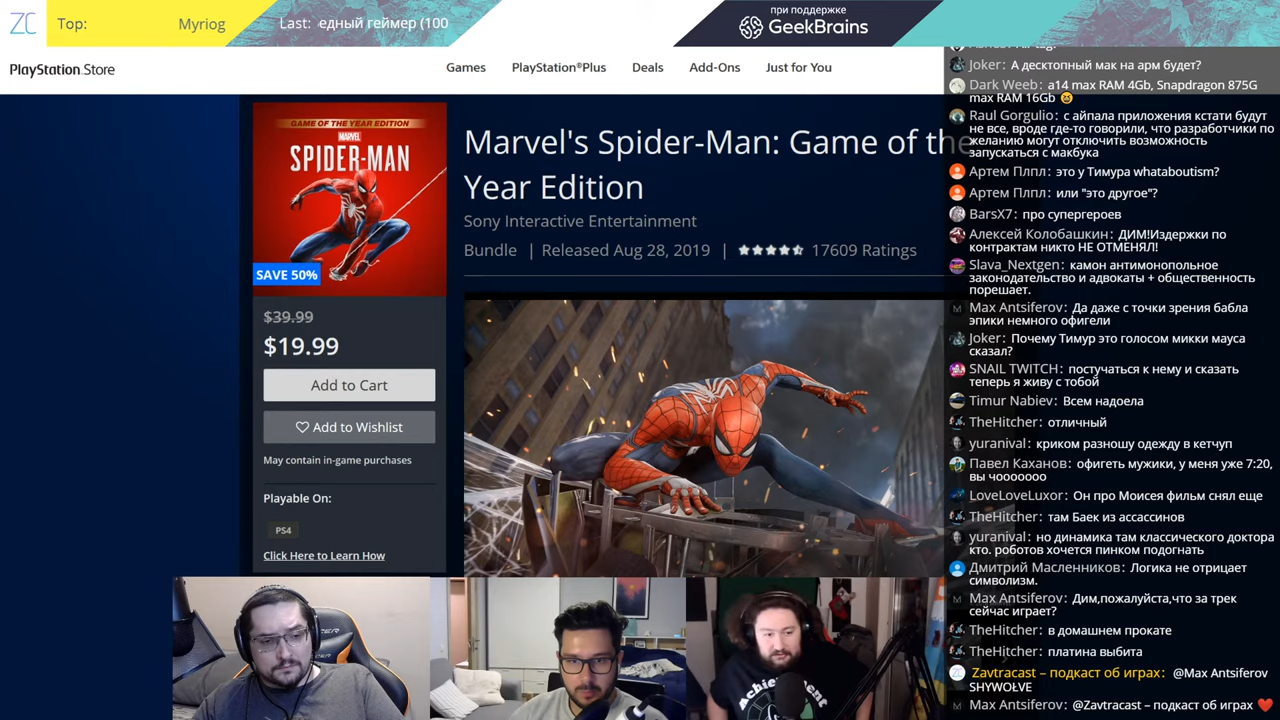 ZC
Top:
Myriog
Last: едный геймер (100
при поддержке
GeekBrains
PlayStation Store
Games
PlayStation®Plus
Deals
Add-Ons
Just for You
GAME OF THE YEAR EDITION
MARVEL
SPIDER-MAN
SAVE 50%
$39.99
$19.99
Add to Cart
Add to Wishlist
May contain in-game purchases
Playable On:
PS4
Click Here to Learn How
Marvel's Spider-Man: Game of the
Year Edition
Sony Interactive Entertainment
Bundle | Released Aug 28, 2019 | 17609 Ratings
Joker: А десктопный мак на арм будет?
Dark Weeb: a14 max RAM 4Gb, Snapdragon 875G
max RAM 16Gb
Raul Gorgulio: с айпала приложения кстати будут
не все, вроде где-то говорили, что разработчики по
желанию могут отключить возможность
запускаться с макбука
Артем Плпл: это у Тимура whataboutism?
Артем Плпл: или "это другое"?
BarsX7: про супергероев
Алексей Колобашкин: ДИМ!Издержки по
контрактам никто НЕ ОТМЕНЯЛ!
Slava_Nextgen: камон антимонопольное
законодательство и адвокаты + общественность
порешает.
Max Antsiferov: Да даже с точки зрения бабла
эпики немного офигели
Joker: Почему Тимур это голосом микки мауса
сказал?
SNAIL TWITCH: постучаться к нему и сказать
теперь я живу с тобой
Timur Nabiev: Всем надоела
TheHitcher: отличный
yuranival: криком разношу одежду в кетчуп
Павел Каханов: офигеть мужики, у меня уже 7:20,
вы чооооооо
LoveLoveLuxor: Он про Моисея фильм снял еще
TheHitcher: там Баек из ассассинов
yuranival: но динамика там классического доктора
кто. роботов хочется пинком подогнать
Дмитрий Масленников: Логика не отрицает
символизм.
Max Antsiferov: Дим,пожалуйста,что за трек
сейчас играет?
TheHitcher: в домашнем прокате
TheHitcher: платина выбита
Zavtracast – подкаст об играх: @Max Antsiferov
SHYWOŁVE
Max Antsiferov: @Zavtracast – подкаст об играх